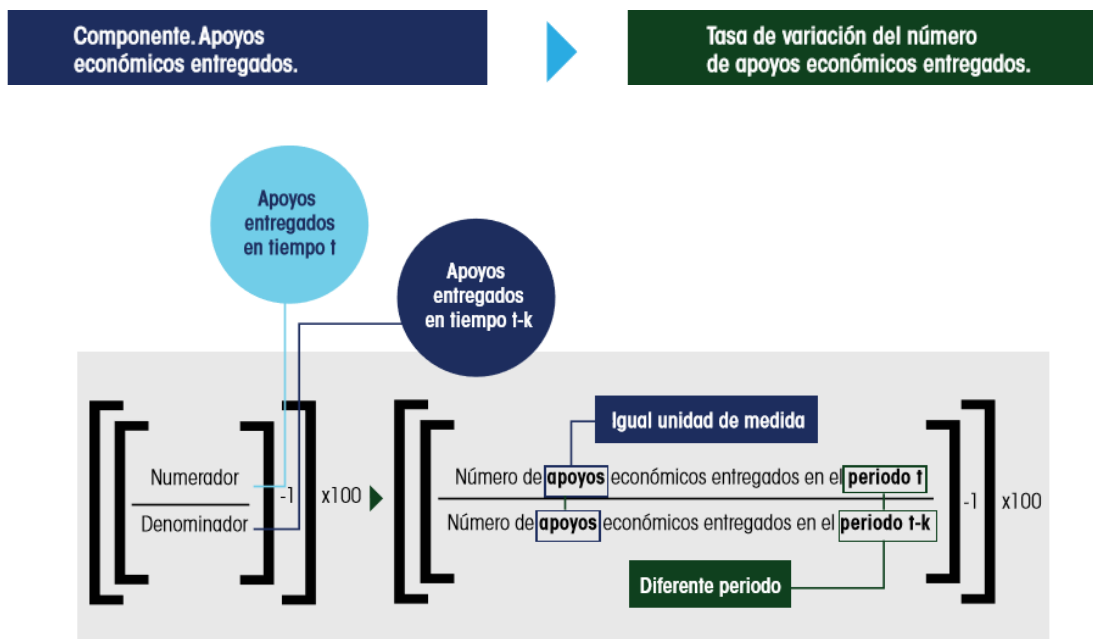 Componente. Apoyos
económicos entregados.
Tasa de variación del número
de apoyos económicos entregados.
Apoyos
entregados
en tiempo t
Apoyos
entregados
en tiempo t-k
Numerador
Denominador
-1
x100
Igual unidad de medida
Número de apoyos económicos entregados en el periodo t
Número de apoyos económicos entregados en el periodo t-k
-1
x100
Diferente periodo